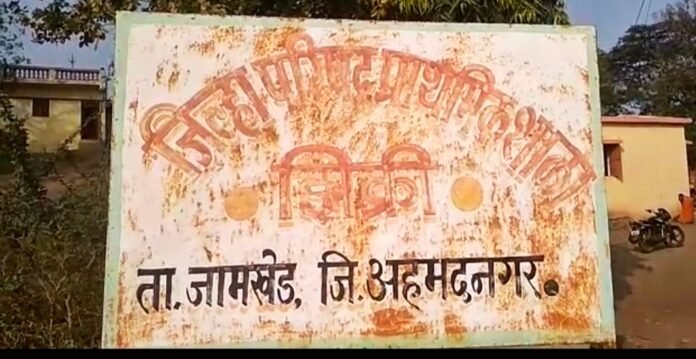 जिल्हा परिषद प्राथमिक शाळा
झिक्री
ता. जामखेड, जि. अहमदनगर.